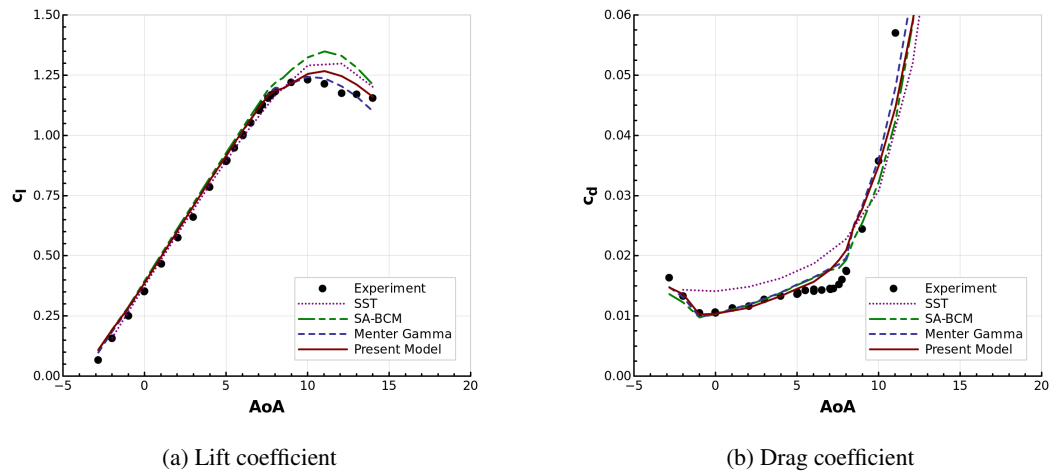 1.50
1.25
1.00
0.75
0.50
0.25
0.00
−5
0
5
10
15
20
c_l
AoA
Experiment
SST
SA-BCM
Menter Gamma
Present Model
(a) Lift coefficient
0.06
0.05
0.04
0.03
0.02
0.01
0.00
−5
0
5
10
15
20
c_d
AoA
Experiment
SST
SA-BCM
Menter Gamma
Present Model
(b) Drag coefficient